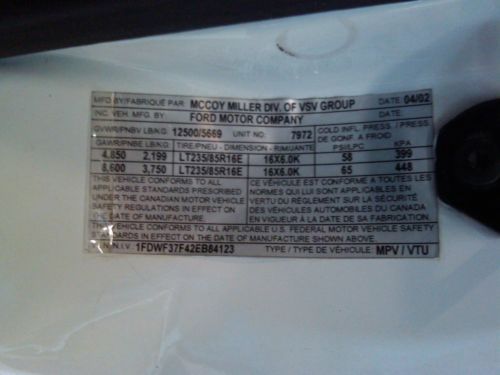 MFD BY/FABRIQUÉ PAR: MCCOY MILLER DIV. OF VSV GROUP DATE: 04/02
INC. VEH. MFG. BY: FORD MOTOR COMPANY
GVWR/PNBV LB/KG. 12500/5669 UNIT NO: 7972 COLD INFL. PRESS. / PRESS. DE GONF. A FROID
GAWR/PNBE LB/KG. TIRE/PNEU - DIMENSION - RIM/JANTE PSI/LPC KPA
4,850 2,199 LT235/85R16E 16X6.0K 58 399
8,600 3,750 LT235/85R16E 16X6.0K 65 448
THIS VEHICLE CONFORMS TO ALL
APPLICABLE STANDARDS PRESCRIBED
UNDER THE CANADIAN MOTOR VEHICLE
SAFETY REGULATIONS IN EFFECT ON
THE DATE OF MANUFACTURE
CE VÉHICULE EST CONFORME À TOUTES LES
NORMES QUI LUI SONT APPLICABLES EN
VERTU DU RÈGLEMENT SUR LA SÉCURITÉ
DES VÉHICULES AUTOMOBILES DU CANADA
EN VIGUEUR À LA DATE DE SA FABRICATION.
THIS VEHICLE CONFORMS TO ALL APPLICABLE U.S. FEDERAL MOTOR VEHICLE SAFETY
STANDARDS IN EFFECT ON THE DATE OF MANUFACTURE SHOWN ABOVE.
V.I.N./N.I.V. 1FDWF37F42EB84123 TYPE / TYPE DE VÉHICULE: MPV / VTU